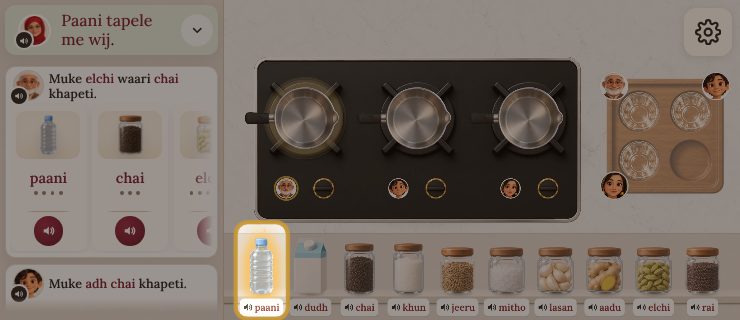 Paani tapele
me wij.
Muke elchi waari chai
khapeti.
paani
chai
elc
Muke adh chai khapeti.
paani
dudh
chai
khun
jeeru
mitho
lasan
aadu
elchi
rai